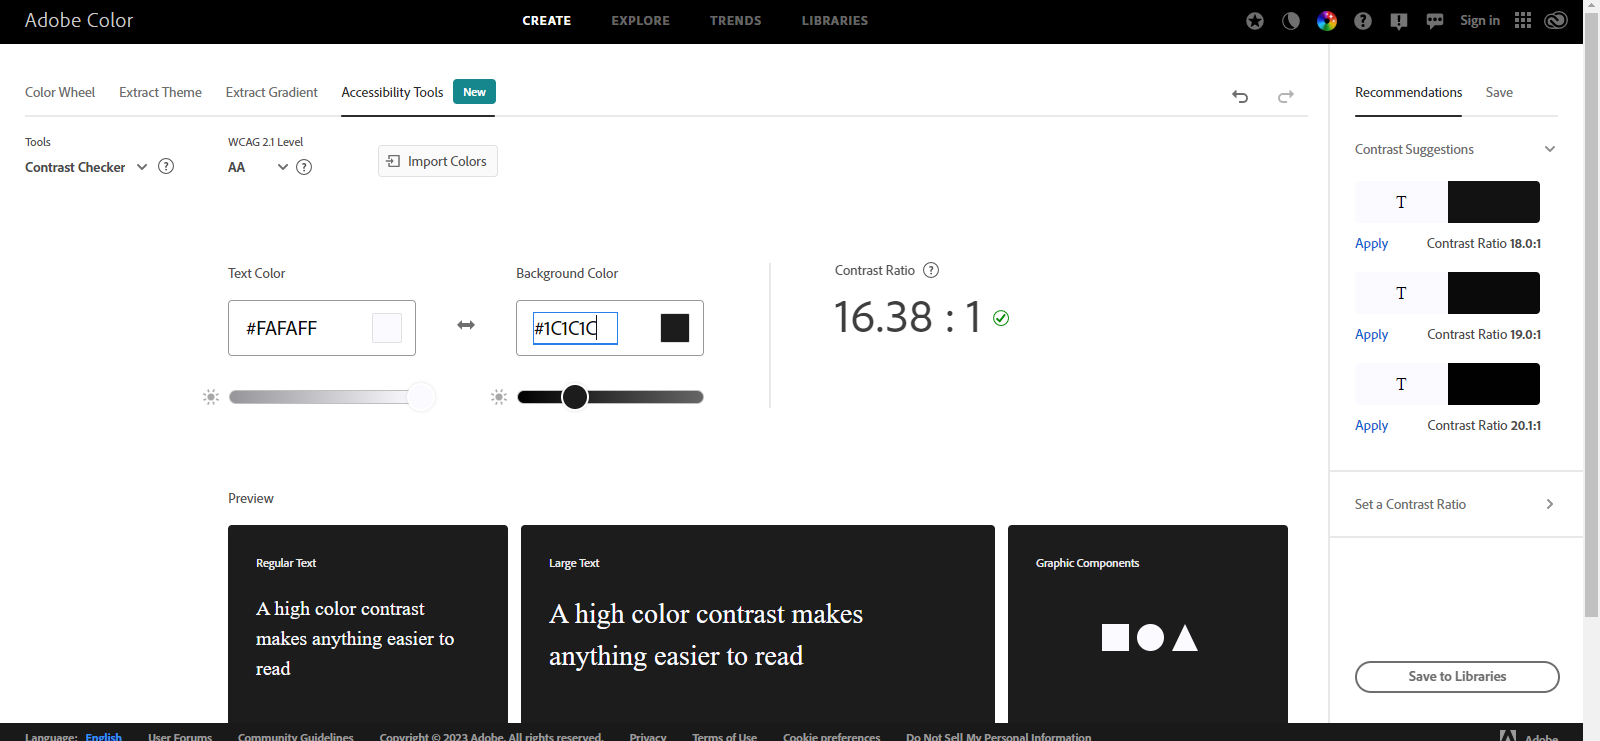 Adobe Color
CREATE EXPLORE TRENDS LIBRARIES
Sign in
Color Wheel Extract Theme Extract Gradient Accessibility Tools New
Tools
Contrast Checker
WCAG 2.1 Level
AA
Import Colors
Text Color
#FAFAFF
Background Color
#1C1C1C
Contrast Ratio
16.38 : 1
Preview
Regular Text
A high color contrast
makes anything easier to
read
Large Text
A high color contrast makes
anything easier to read
Graphic Components
Recommendations Save
Contrast Suggestions
T
Apply Contrast Ratio 18.0:1
T
Apply Contrast Ratio 19.0:1
T
Apply Contrast Ratio 20.1:1
Set a Contrast Ratio
Save to Libraries
Language: English User Forums Community Guidelines Copyright © 2023 Adobe. All rights reserved. Privacy Terms of Use Cookie preferences Do Not Sell My Personal Information Adobe